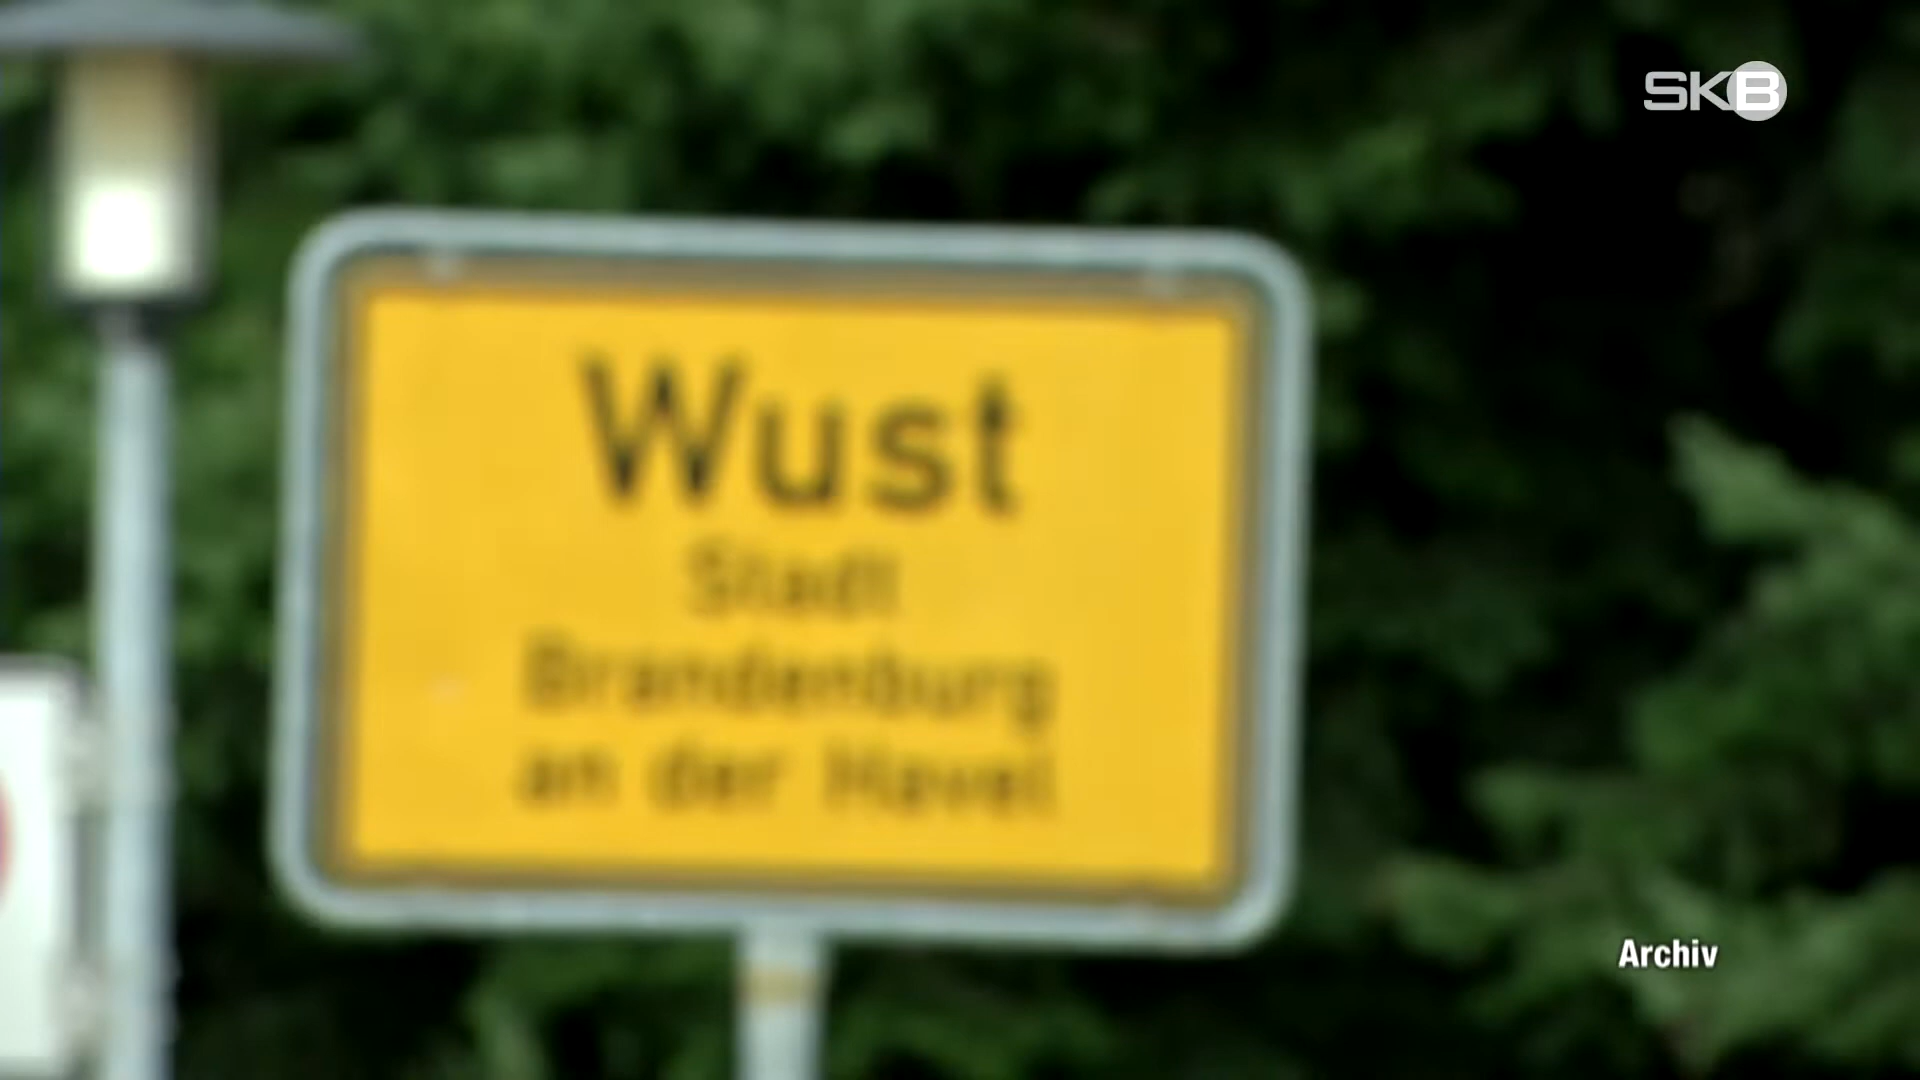 SKB
Wust
Stadt
Brandenburg
an der Havel
Archiv